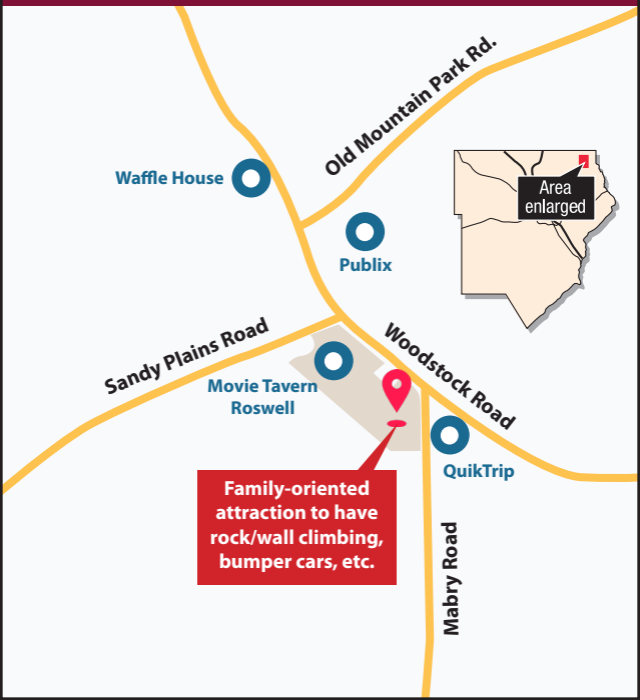 Old Mountain Park Rd.
Waffle House
Area
enlarged
Publix
Sandy Plains Road
Woodstock Road
Movie Tavern
Roswell
QuikTrip
Family-oriented
attraction to have
rock/wall climbing,
bumper cars, etc.
Mabry Road